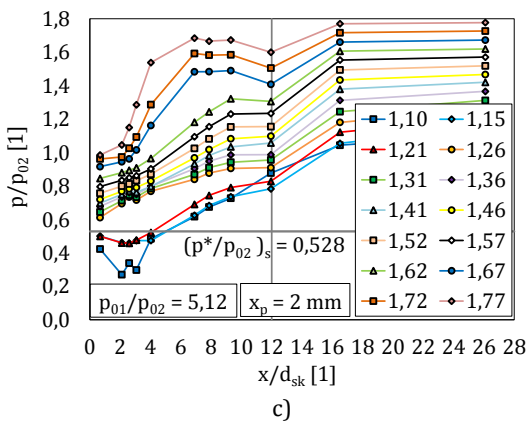 p/p02 [1]
1,8
1,6
1,4
1,2
1,0
0,8
0,6
0,4
0,2
0,0
(p*/p02 )s = 0,528
p01/p02 = 5,12
xp = 2 mm
1,10 1,15
1,21 1,26
1,31 1,36
1,41 1,46
1,52 1,57
1,62 1,67
1,72 1,77
0 2 4 6 8 10 12 14 16 18 20 22 24 26 28
x/dsk [1]
c)